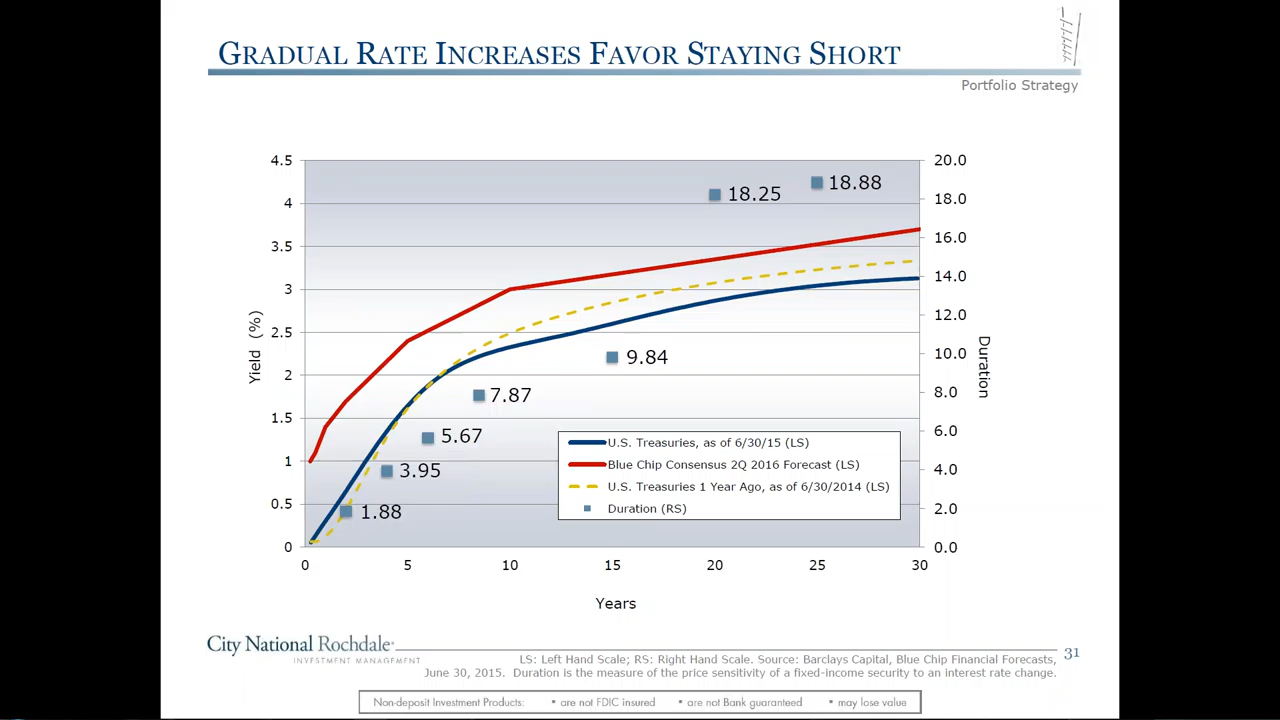 GRADUAL RATE INCREASES FAVOR STAYING SHORT
Portfolio Strategy
4.5
4
3.5
3
2.5
2
1.5
1
0.5
0
Yield (%)
20.0
18.0
16.0
14.0
12.0
10.0
8.0
6.0
4.0
2.0
0.0
Duration
18.25
18.88
9.84
7.87
5.67
3.95
1.88
U.S. Treasuries, as of 6/30/15 (LS)
Blue Chip Consensus 2Q 2016 Forecast (LS)
U.S. Treasuries 1 Year Ago, as of 6/30/2014 (LS)
Duration (RS)
0 5 10 15 20 25 30
Years
City National Rochdale
INVESTMENT MANAGEMENT
31
LS: Left Hand Scale; RS: Right Hand Scale. Source: Barclays Capital, Blue Chip Financial Forecasts,
June 30, 2015. Duration is the measure of the price sensitivity of a fixed-income security to an interest rate change.
Non-deposit Investment Products: • are not FDIC insured • are not Bank guaranteed • may lose value